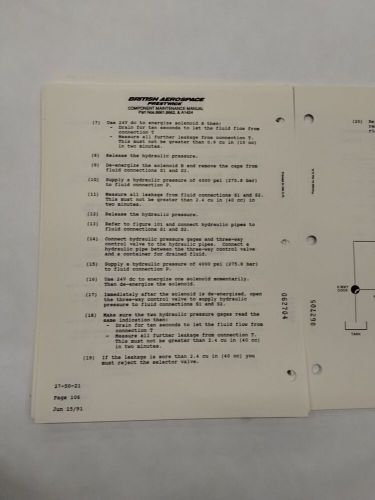 BRITISH AEROSPACE
PRESTWICK
COMPONENT MAINTENANCE MANUAL
(7) Use 24V dc to energize solenoid B then:
- Drain for ten seconds to let the fluid flow from
connection T
- Measure all further leakage from connection T.
This must not be greater than 0.9 cu in (15 cc)
in two minutes.
(8) Release the hydraulic pressure.
(9) De-energize the solenoid B and remove the caps from
fluid connections S1 and S2.
(10) Supply a hydraulic pressure of 4000 psi (275.8 bar)
to fluid connection P.
(11) Measure all leakage from fluid connections S1 and S2.
This must not be greater than 2.4 cu in (40 cc) in
two minutes.
(12) Release the hydraulic pressure.
(13) Refer to figure 101 and connect hydraulic pipes to
fluid connections S1 and S2.
(14) Connect hydraulic pressure gages and three-way
control valve to the hydraulic pipes. Connect a
hydraulic pipe between the three-way control valve
and a container for drained fluid.
(15) Supply a hydraulic pressure of 4000 psi (275.8 bar)
to fluid connection P.
(16) Use 24V dc to energize one solenoid momentarily.
Then de-energize the solenoid.
(17) Immediately after the solenoid is de-energized, open
the three-way control valve to supply hydraulic
pressure to fluid connections S1 and S2.
(18) Make sure the two hydraulic pressure gages read the
same indication then:
- Drain for ten seconds to let the fluid flow from
connection T
- Measure all further leakage from connection T.
This must not be greater than 2.4 cu in (40 cc)
in two minutes.
(19) If the leakage is more than 2.4 cu in (40 cc) you
must reject the selector valve.
27-50-21
Page 106
Jun 15/91
062704
(20)
TANK